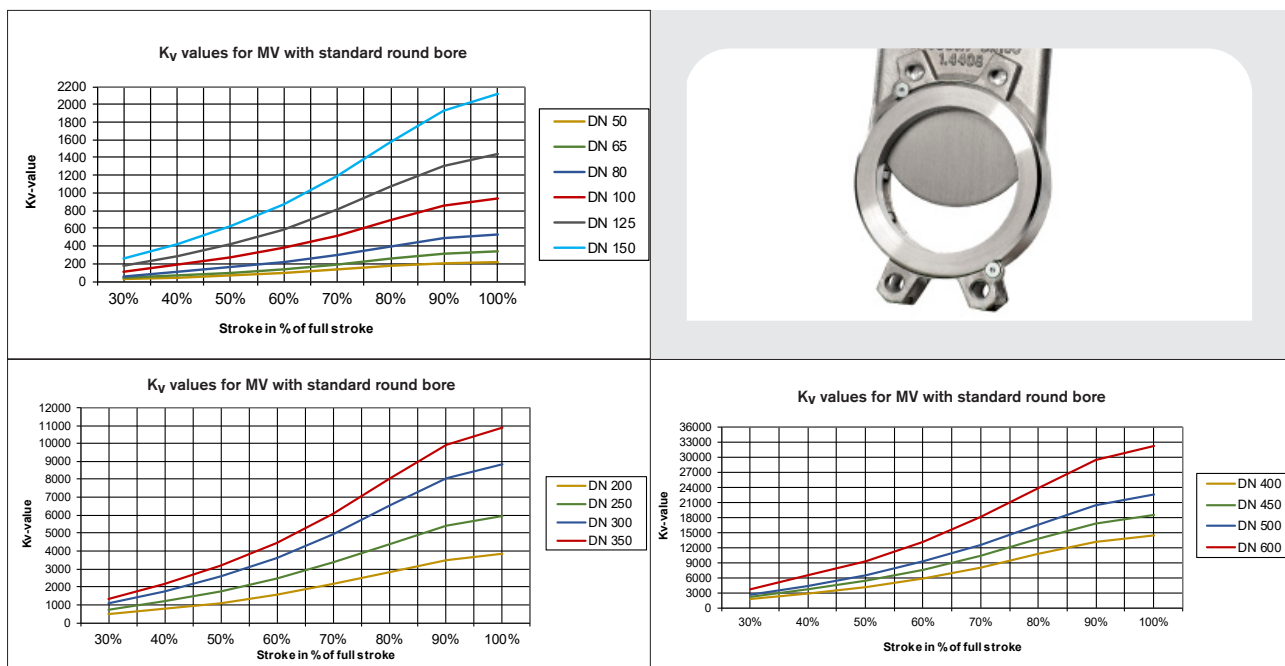 Kv values for MV with standard round bore
2200
2000
1800
1600
1400
1200
1000
800
600
400
200
0
Kv-value
30% 40% 50% 60% 70% 80% 90% 100%
Stroke in % of full stroke
DN 50
DN 65
DN 80
DN 100
DN 125
DN 150
1.4408
Kv values for MV with standard round bore
12000
11000
10000
9000
8000
7000
6000
5000
4000
3000
2000
1000
0
Kv-value
30% 40% 50% 60% 70% 80% 90% 100%
Stroke in % of full stroke
DN 200
DN 250
DN 300
DN 350
Kv values for MV with standard round bore
36000
33000
30000
27000
24000
21000
18000
15000
12000
9000
6000
3000
0
Kv-value
30% 40% 50% 60% 70% 80% 90% 100%
Stroke in % of full stroke
DN 400
DN 450
DN 500
DN 600